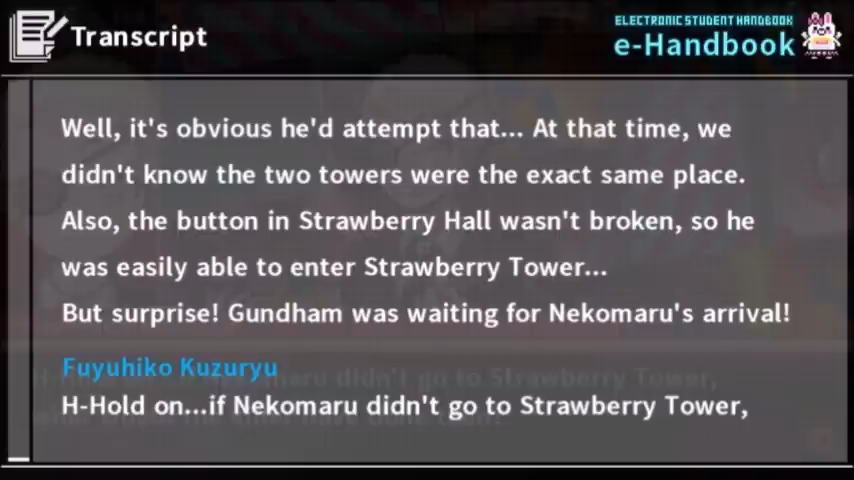 Transcript
ELECTRONIC STUDENT HANDBOOK
e-Handbook
Well, it's obvious he'd attempt that... At that time, we
didn't know the two towers were the exact same place.
Also, the button in Strawberry Hall wasn't broken, so he
was easily able to enter Strawberry Tower...
But surprise! Gundham was waiting for Nekomaru's arrival!
Fuyuhiko Kuzuryu
H-Hold on...if Nekomaru didn't go to Strawberry Tower,